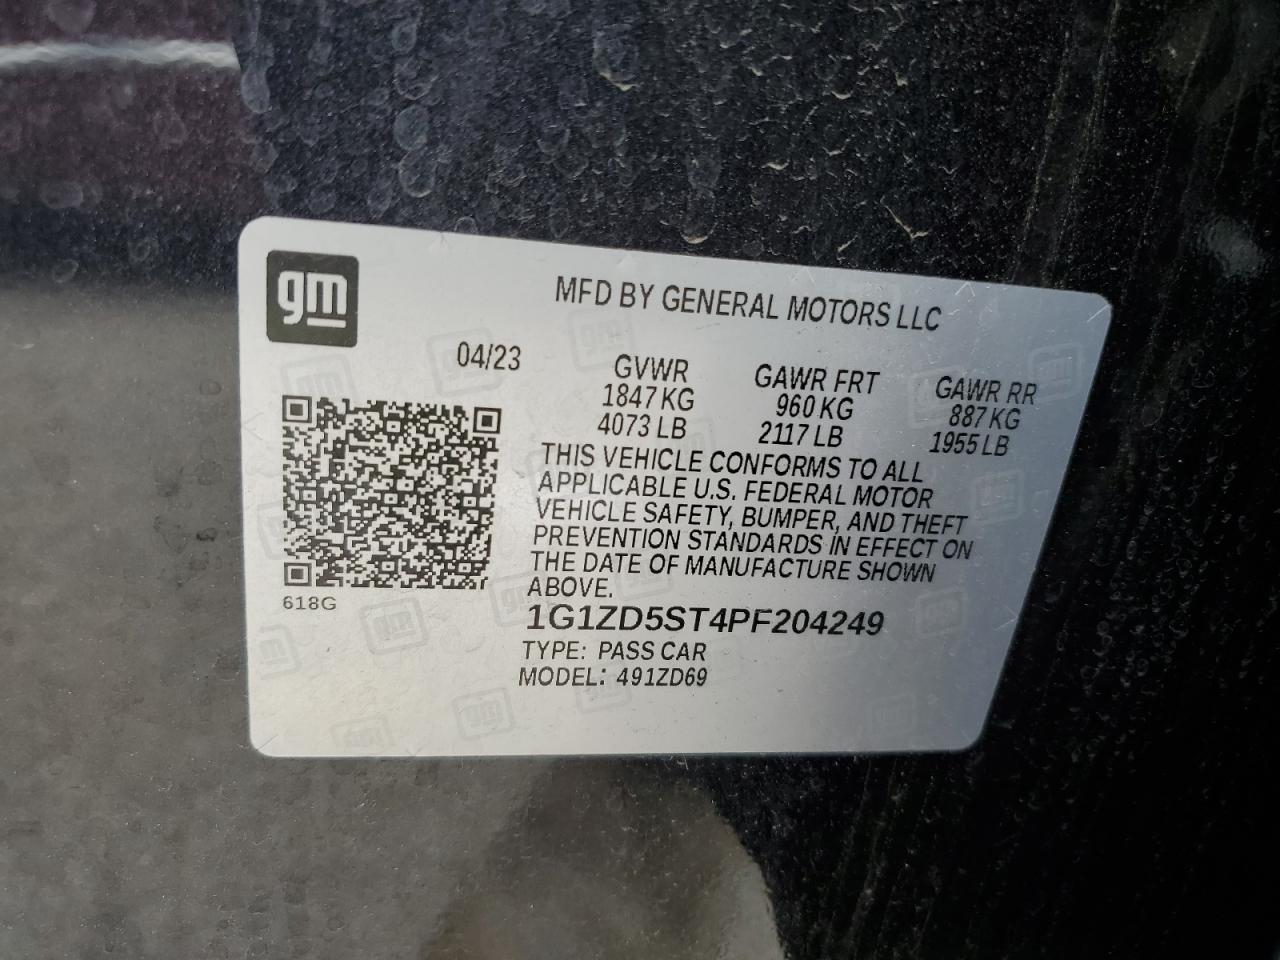 gm
MFD BY GENERAL MOTORS LLC
04/23
GVWR GAWR FRT GAWR RR
1847 KG 960 KG 887 KG
4073 LB 2117 LB 1955 LB
THIS VEHICLE CONFORMS TO ALL
APPLICABLE U.S. FEDERAL MOTOR
VEHICLE SAFETY, BUMPER, AND THEFT
PREVENTION STANDARDS IN EFFECT ON
THE DATE OF MANUFACTURE SHOWN
ABOVE.
618G
1G1ZD5ST4PF204249
TYPE: PASS CAR
MODEL: 491ZD69